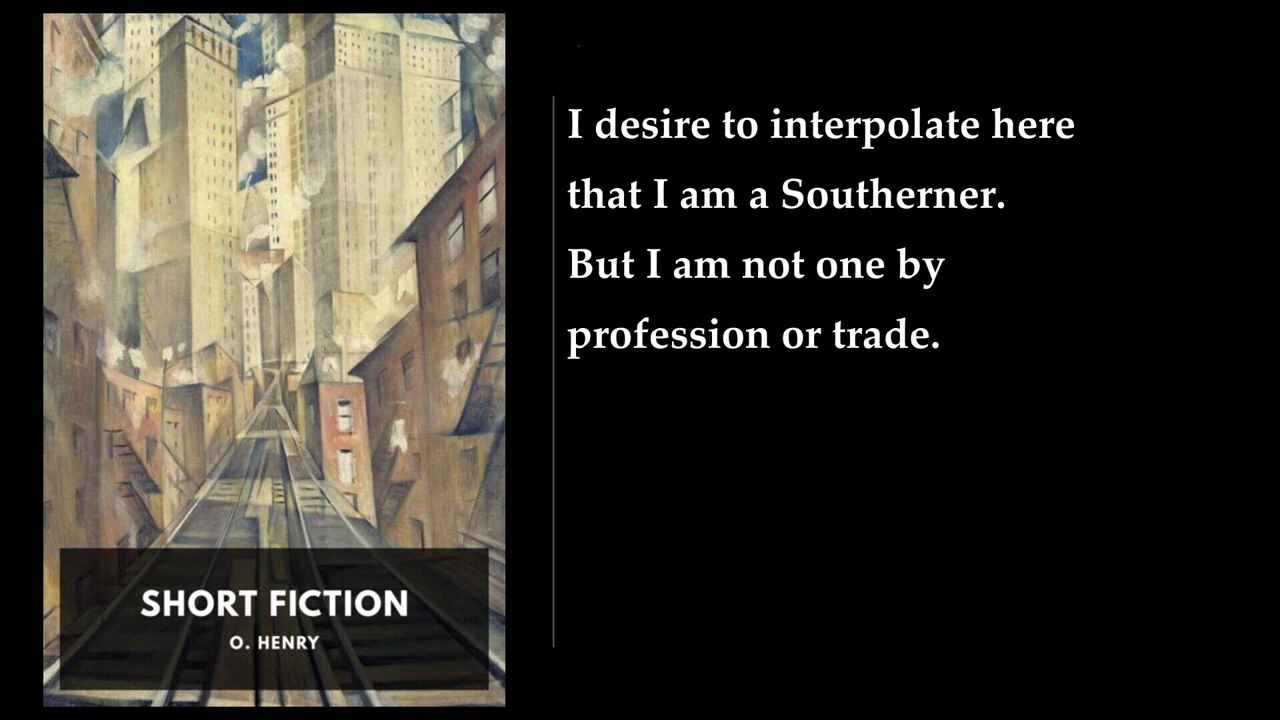 SHORT FICTION
O. HENRY
I desire to interpolate here
that I am a Southerner.
But I am not one by
profession or trade.